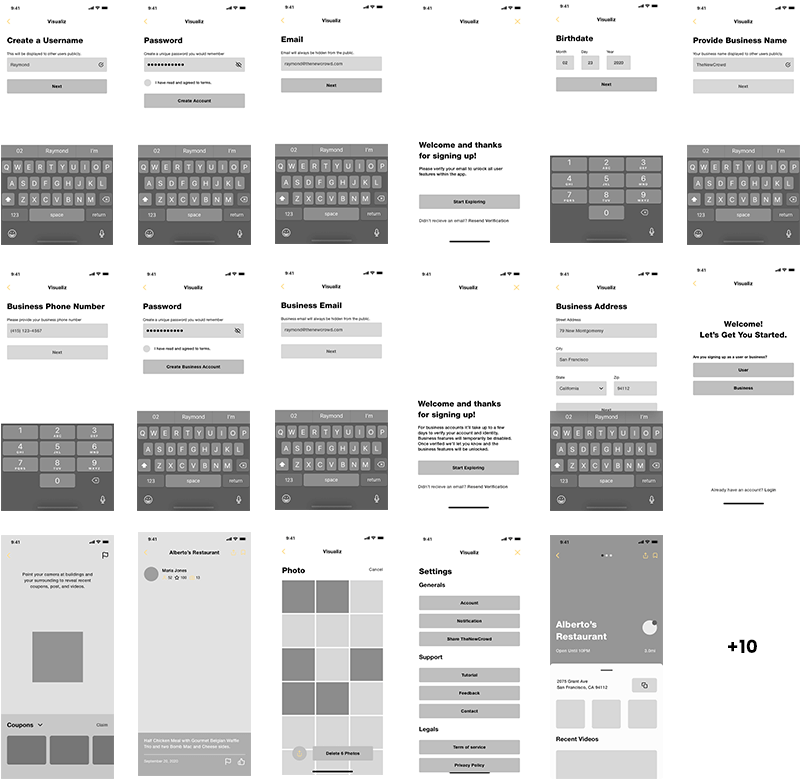 9:41
Visualiz
Create a Username
This will be displayed to other users publicly.
Raymond
Next
02 Raymond I'm
Q W E R T Y U I O P
A S D F G H J K L
Z X C V B N M
123 space return
9:41
Visualiz
Password
Create a unique password you would remember
I have read and agreed to terms.
Create Account
02 Raymond I'm
Q W E R T Y U I O P
A S D F G H J K L
Z X C V B N M
123 space return
9:41
Visualiz
Email
Email will always be hidden from the public.
raymond@thenewcrowd.com
Next
02 Raymond I'm
Q W E R T Y U I O P
A S D F G H J K L
Z X C V B N M
123 space return
9:41
Visualiz
Welcome and thanks
for signing up!
Please verify your email to unlock all user
features within the app.
Start Exploring
Didn't recieve an email? Resend Verification
9:41
Visualiz
Birthdate
Month Day Year
02 23 2020
Next
1 2 3
ABC DEF
4 5 6
GHI JKL MNO
7 8 9
PQRS TUV WXYZ
0
9:41
Visualiz
Provide Business Name
Your business name displayed to other users publicly.
TheNewCrowd
Next
02 Raymond I'm
Q W E R T Y U I O P
A S D F G H J K L
Z X C V B N M
123 space return
9:41
Visualiz
Business Phone Number
Please provide your business phone number
(415) 123-4367
Next
1 2 3
ABC DEF
4 5 6
GHI JKL MNO
7 8 9
PQRS TUV WXYZ
0
9:41
Visualiz
Password
Create a unique password you would remember
I have read and agreed to terms.
Create Business Account
02 Raymond I'm
Q W E R T Y U I O P
A S D F G H J K L
Z X C V B N M
123 space return
9:41
Visualiz
Business Email
Business email will always be hidden from the public.
raymond@thenewcrowd.com
Next
02 Raymond I'm
Q W E R T Y U I O P
A S D F G H J K L
Z X C V B N M
123 space return
9:41
Visualiz
Welcome and thanks
for signing up!
For business accounts it'll take up to a few
days to verify your account and identity.
Business features will temporarily be disabled.
Once verified we'll let you know and the
business features will be unlocked.
Start Exploring
Didn't recieve an email? Resend Verification
9:41
Visualiz
Business Address
Street Address
79 New Montgomery
City
San Francisco
State Zip
California 94112
Next
02 Raymond I'm
Q W E R T Y U I O P
A S D F G H J K L
Z X C V B N M
123 space return
9:41
Visualiz
Welcome!
Let's Get You Started.
Are you signing up as a user or business?
User
Business
Already have an account? Login
9:41
Point your camera at buildings and
your surrounding to reveal recent
coupons, post, and videos.
Coupons Claim
9:41
Alberto's Restaurant
Maria Jones
52 100 13
Half Chicken Meal with Gourmet Belgian Waffle
Trio and two Bomb Mac and Cheese video.
September 25, 2020
9:41
Visualiz
Photo Cancel
Delete 5 Photos
9:41
Visualiz
Settings
Generals
Account
Notification
Share TheNewCrowd
Support
Tutorial
Feedback
Contact
Legals
Term of service
Privacy Policy
9:41
Alberto's
Restaurant
Open Until 10PM
2075 Grant Ave
San Francisco, CA 94112
Recent Videos
+10